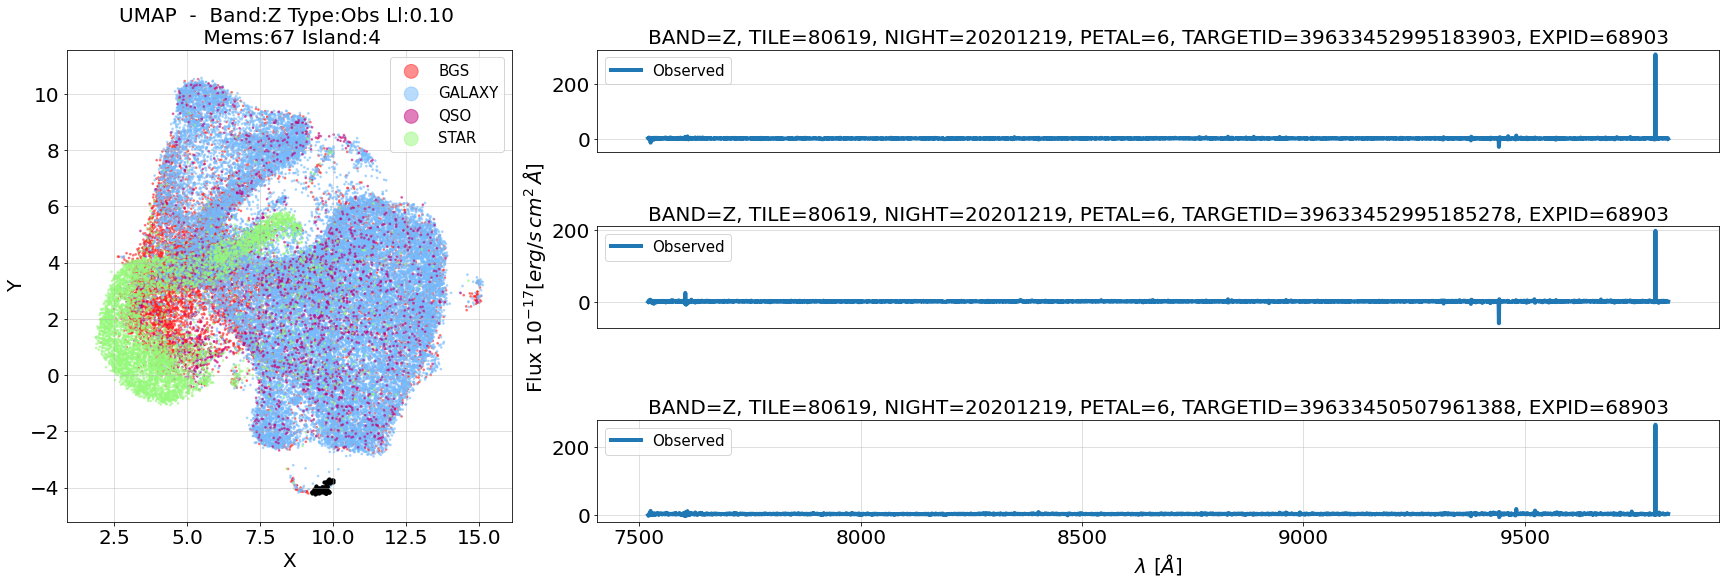 UMAP - Band:Z Type:Obs Ll:0.10
Mems:67 Island:4
BGS
GALAXY
QSO
STAR
10
8
6
4
2
0
−2
−4
Y
2.5 5.0 7.5 10.0 12.5 15.0
X
Flux 10^{-17}[erg/s cm^2 Å]
BAND=Z, TILE=80619, NIGHT=20201219, PETAL=6, TARGETID=39633452995183903, EXPID=68903
Observed
200
0
BAND=Z, TILE=80619, NIGHT=20201219, PETAL=6, TARGETID=39633452995185278, EXPID=68903
Observed
200
0
BAND=Z, TILE=80619, NIGHT=20201219, PETAL=6, TARGETID=39633450507961388, EXPID=68903
Observed
200
0
7500 8000 8500 9000 9500
λ [Å]